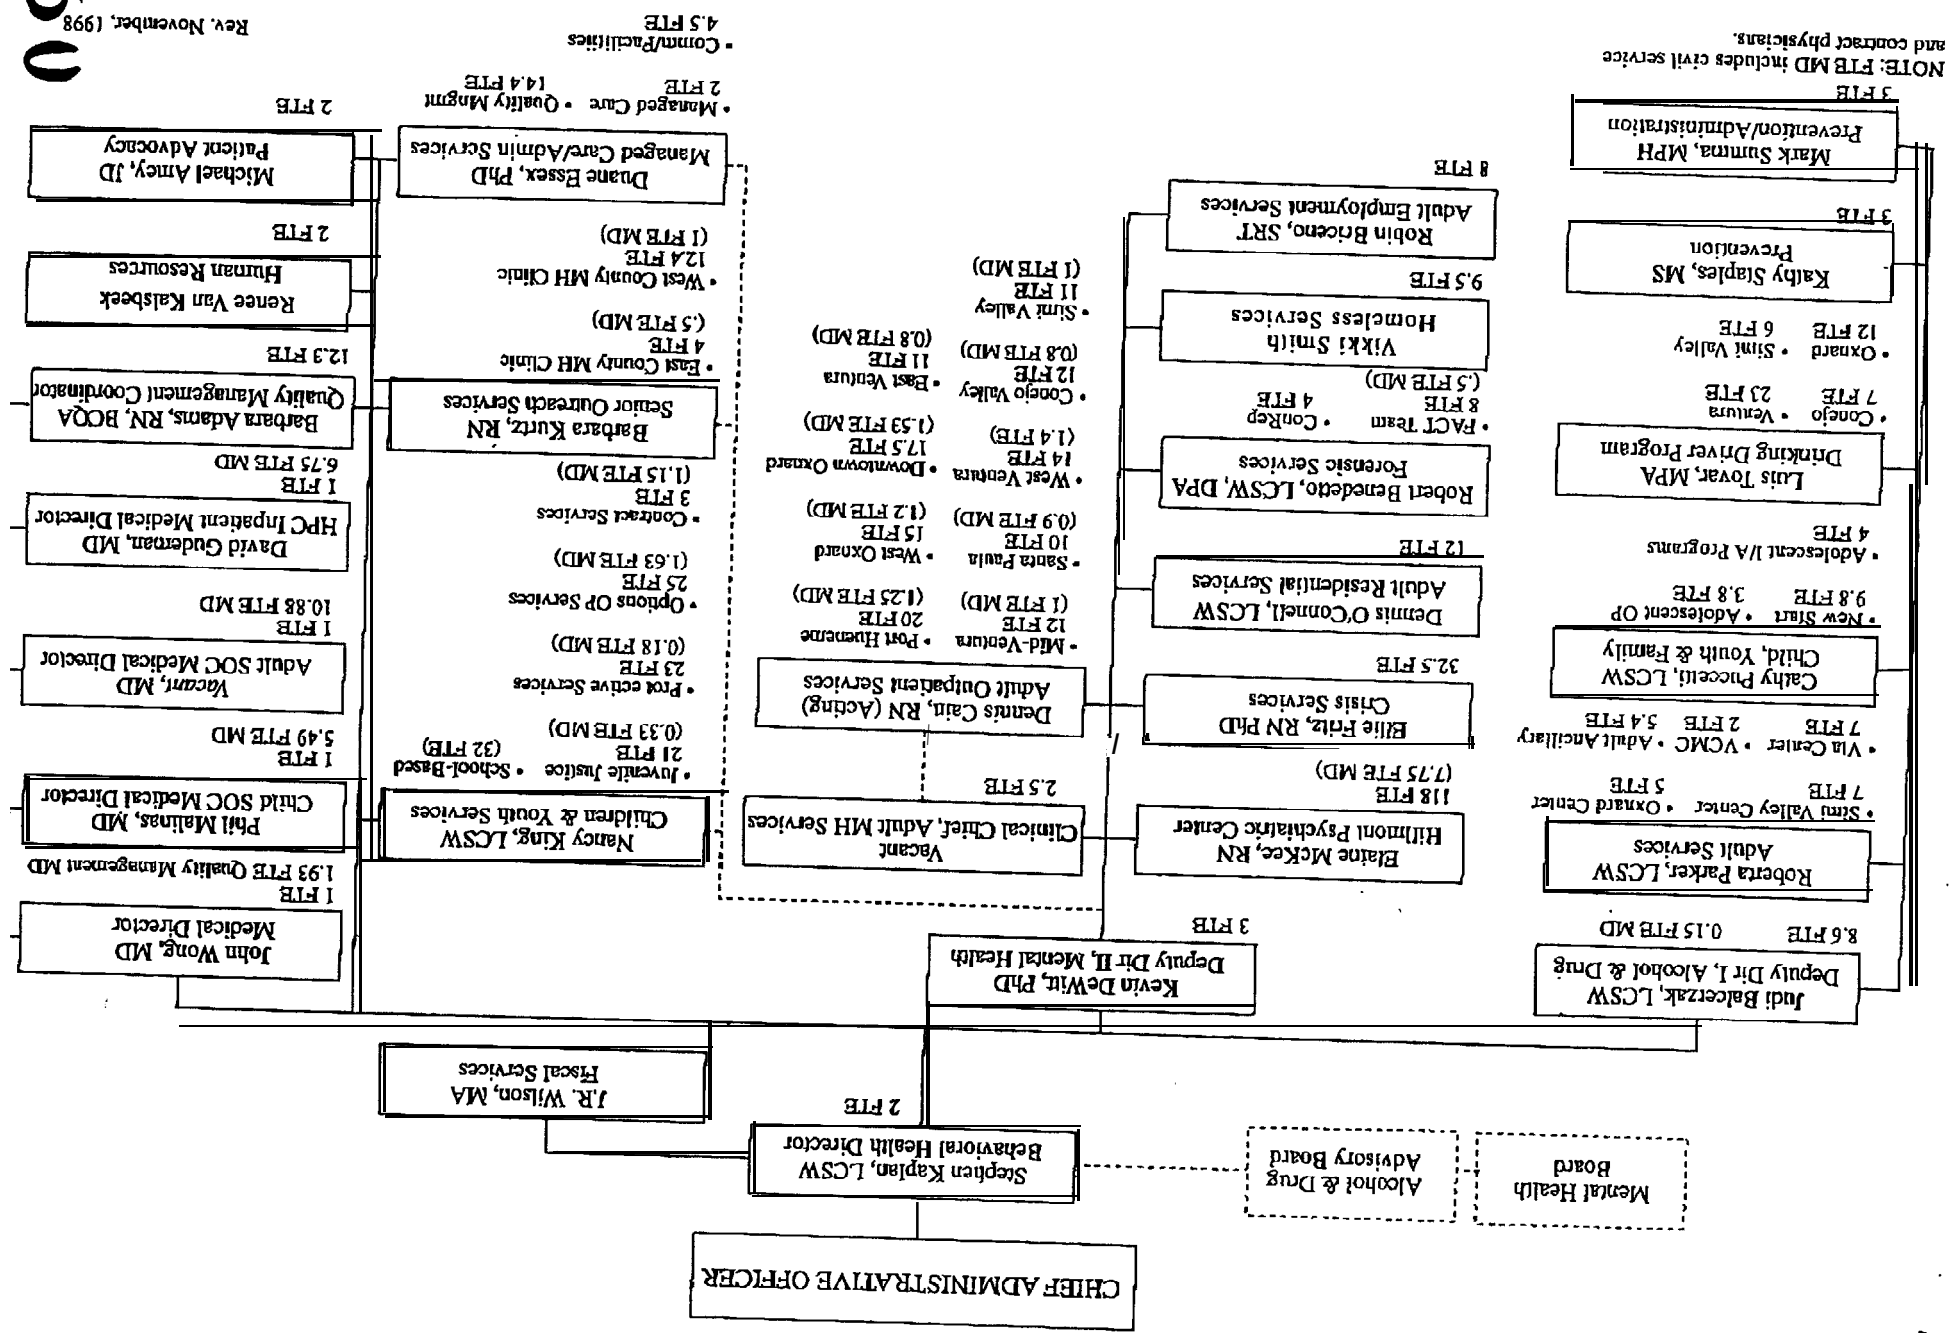 CHIEF ADMINISTRATIVE OFFICER
Mental Health
Board
Alcohol & Drug
Advisory Board
Stephen Kaplan, LCSW
Behavioral Health Director
2 FTE
J.R. Wilson, MA
Fiscal Services
Judi Balcerzak, LCSW
Deputy Dir I, Alcohol & Drug
8.6 FTE 0.15 FTE MD
Roberta Parker, LCSW
Adult Services
• Simi Valley Center • Oxnard Center
7 FTE 5 FTE
• Via Center • VCMC • Adult Ancillary
7 FTE 2 FTE 5.4 FTE
Cathy Puccetti, LCSW
Child, Youth & Family
• New Start • Adolescent OP
9.8 FTE 3.8 FTE
• Adolescent I/A Programs
4 FTE
Luis Tovar, MPA
Drinking Driver Program
• Conejo • Ventura
7 FTE 23 FTE
• Oxnard • Simi Valley
12 FTE 6 FTE
Kathy Staples, MS
Prevention
3 FTE
Mark Summa, MPH
Prevention/Administration
3 FTE
NOTE: FTE MD includes civil service
and contract physicians.
Kevin DeWitt, PhD
Deputy Dir II, Mental Health
3 FTE
Elaine McKee, RN
Hillmont Psychiatric Center
118 FTE
(7.75 FTE MD)
Ellie Fritz, RN PhD
Crisis Services
32.5 FTE
Dennis O'Connell, LCSW
Adult Residential Services
12 FTE
Robert Benedetto, LCSW, DPA
Forensic Services
• FACT Team • ConRep
8 FTE 4 FTE
(.5 FTE MD)
Vikki Smith
Homeless Services
9.5 FTE
Robin Briceno, SRT
Adult Employment Services
8 FTE
Vacant
Clinical Chief, Adult MH Services
2.5 FTE
Dennis Cain, RN (Acting)
Adult Outpatient Services
• Mid-Ventura • Port Hueneme
12 FTE 20 FTE
(1 FTE MD) (1.25 FTE MD)
• Santa Paula • West Oxnard
10 FTE 15 FTE
(0.9 FTE MD) (1.2 FTE MD)
• West Ventura • Downtown Oxnard
14 FTE 17.5 FTE
(1.4 FTE) (1.53 FTE MD)
• Conejo Valley • East Ventura
12 FTE 11 FTE
(0.8 FTE MD) (0.8 FTE MD)
• Simi Valley
11 FTE
(1 FTE MD)
Nancy King, LCSW
Children & Youth Services
• Juvenile Justice • School-Based
21 FTE (32 FTE)
(0.33 FTE MD)
• Protective Services
23 FTE
(0.18 FTE MD)
• Options OP Services
25 FTE
(1.63 FTE MD)
• Contract Services
3 FTE
(1.15 FTE MD)
Barbara Kurtz, RN
Senior Outreach Services
• East County MH Clinic
4 FTE
(.5 FTE MD)
• West County MH Clinic
12.4 FTE
(1 FTE MD)
Duane Essex, PhD
Managed Care/Admin Services
• Managed Care • Quality Mngmt
2 FTE 14.4 FTE
• Comm/Facilities
4.5 FTE
John Wong, MD
Medical Director
1 FTE
1.93 FTE Quality Management MD
Phil Malinas, MD
Child SOC Medical Director
1 FTE
5.49 FTE MD
Vacant, MD
Adult SOC Medical Director
1 FTE
10.88 FTE MD
David Gudeman, MD
HPC Inpatient Medical Director
1 FTE
6.75 FTE MD
Barbara Adams, RN, BCQA
Quality Management Coordinator
12.3 FTE
Renee Van Kalsbeek
Human Resources
2 FTE
Michael Amey, JD
Patient Advocacy
2 FTE
Rev. November, 1998